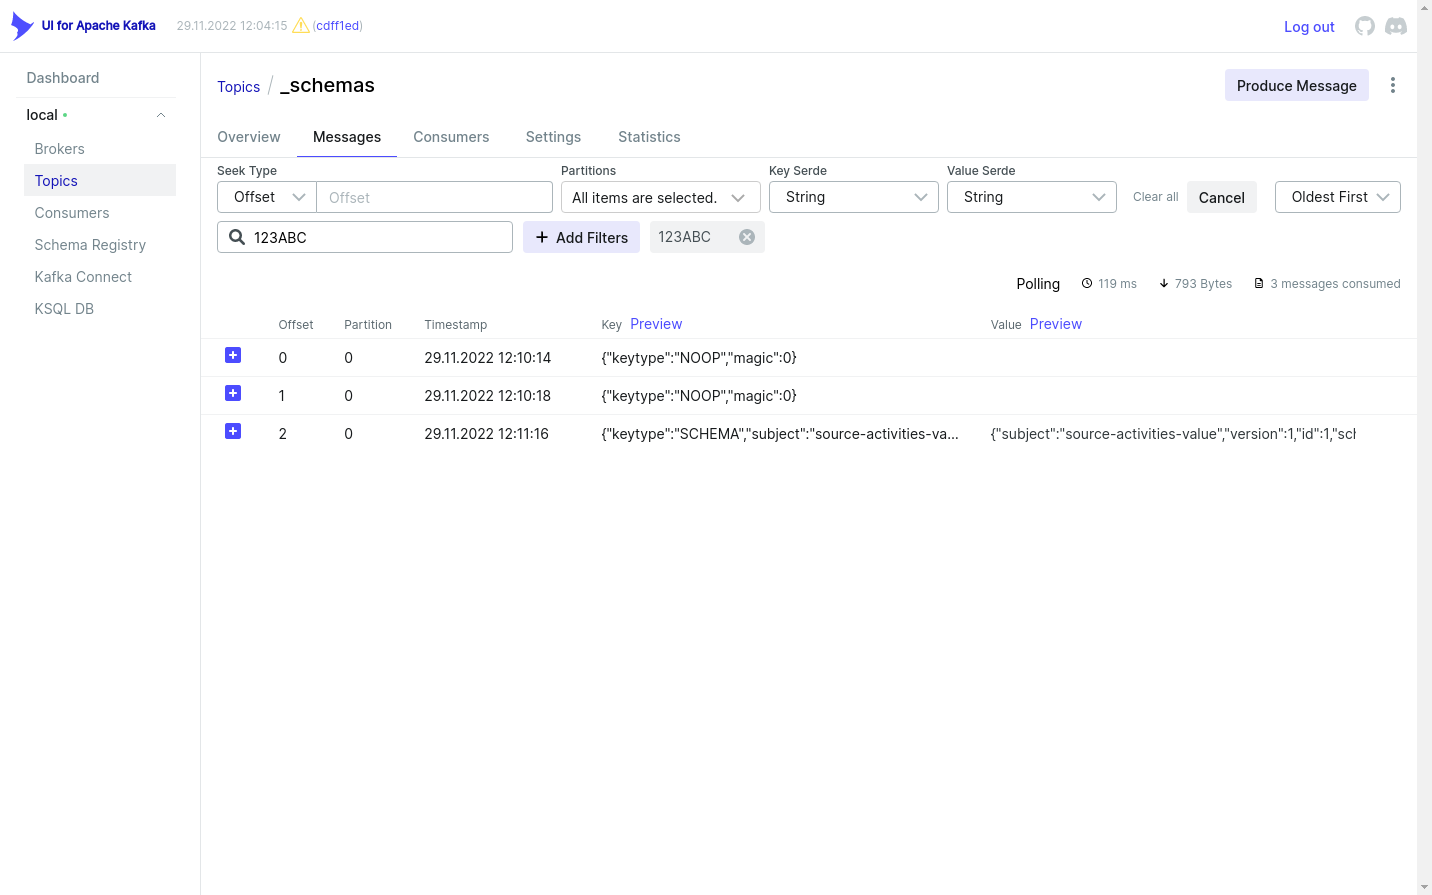 UI for Apache Kafka 29.11.2022 12:04:15 (cdff1ed) Log out
Dashboard
local
Brokers
Topics
Consumers
Schema Registry
Kafka Connect
KSQL DB
Topics / _schemas Produce Message
Overview Messages Consumers Settings Statistics
Seek Type Partitions Key Serde Value Serde
Offset Offset All items are selected. String String Clear all Cancel Oldest First
123ABC Add Filters 123ABC
Polling 119 ms 793 Bytes 3 messages consumed
Offset Partition Timestamp Key Preview Value Preview
0 0 29.11.2022 12:10:14 {"keytype":"NOOP","magic":0}
1 0 29.11.2022 12:10:18 {"keytype":"NOOP","magic":0}
2 0 29.11.2022 12:11:16 {"keytype":"SCHEMA","subject":"source-activities-va... {"subject":"source-activities-value","version":1,"id":1,"sch